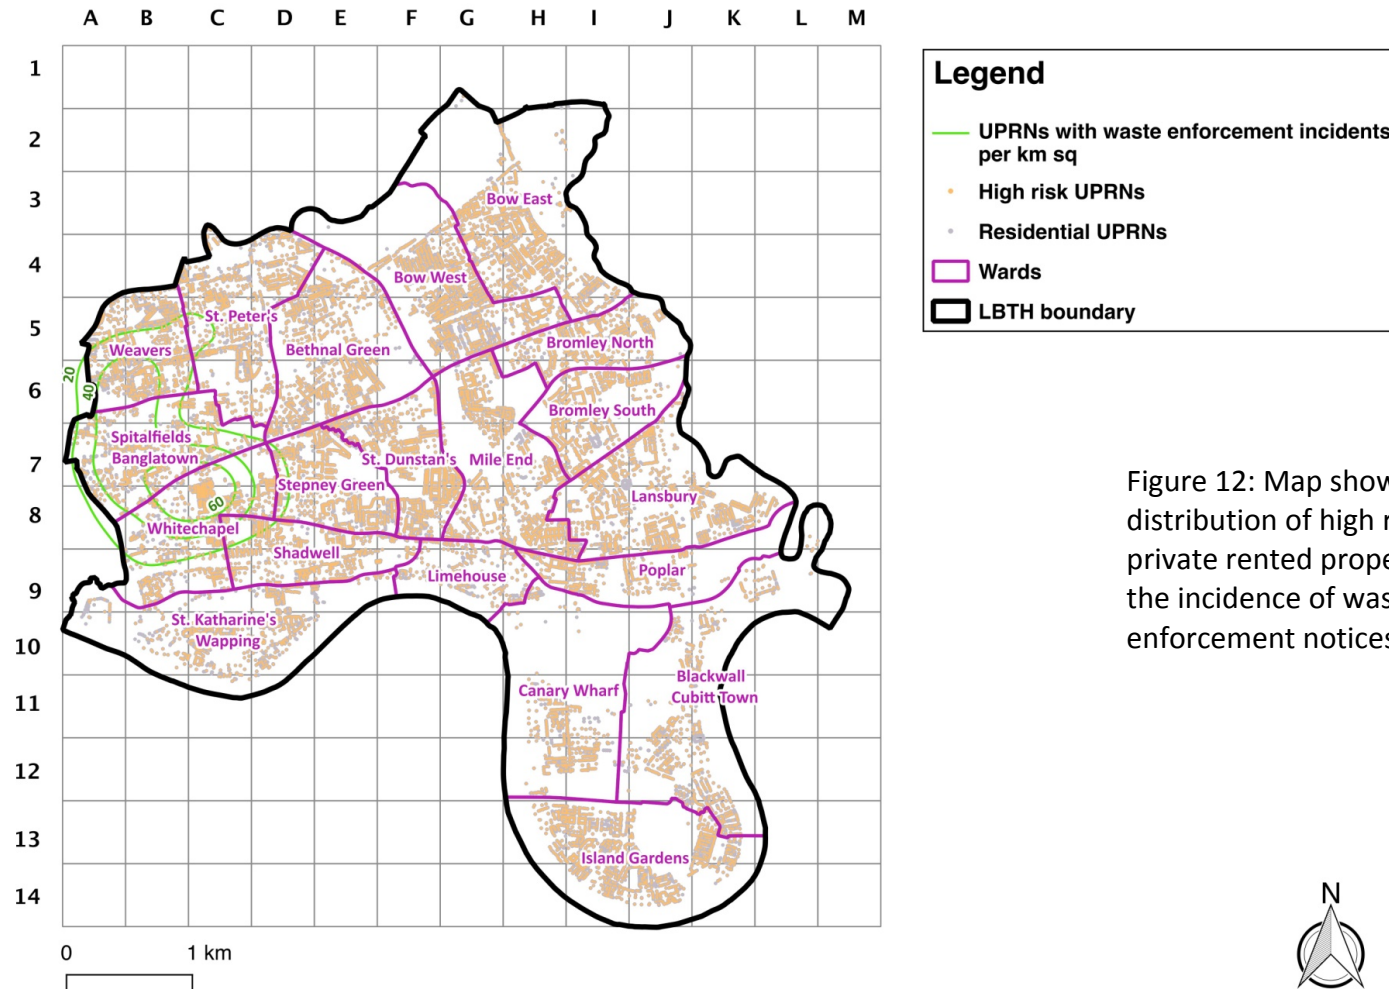 A B C D E F G H I J K L M
1
2
3
4
5
6
7
8
9
10
11
12
13
14
Bow East
Bow West
St. Peter's
Weavers
Bethnal Green
Bromley North
20
40
Bromley South
Spitalfields
Banglatown
St. Dunstan's
Mile End
Stepney Green
Lansbury
60
Whitechapel
Shadwell
Limehouse
Poplar
St. Katharine's
Wapping
Canary Wharf
Blackwall
Cubitt Town
Island Gardens
0 1 km
Legend
UPRNs with waste enforcement incidents
per km sq
High risk UPRNs
Residential UPRNs
Wards
LBTH boundary
Figure 12: Map show
distribution of high r
private rented prope
the incidence of was
enforcement notices
N